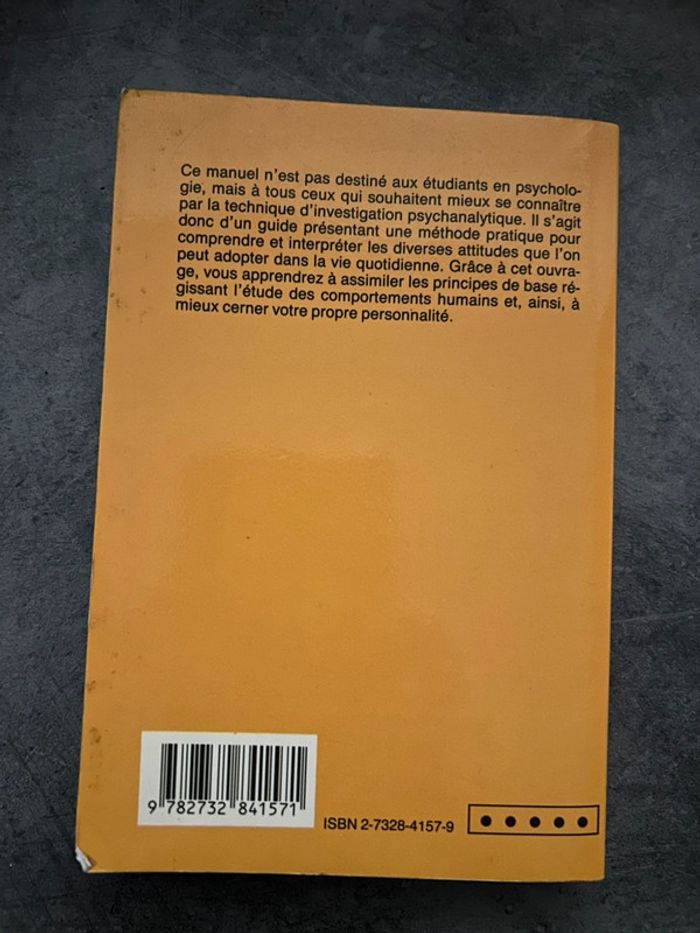 Ce manuel n'est pas destiné aux étudiants en psycholo-
gie, mais à tous ceux qui souhaitent mieux se connaître
par la technique d'investigation psychanalytique. Il s'agit
donc d'un guide présentant une méthode pratique pour
comprendre et interpréter les diverses attitudes que l'on
peut adopter dans la vie quotidienne. Grâce à cet ouvra-
ge, vous apprendrez à assimiler les principes de base ré-
gissant l'étude des comportements humains et, ainsi, à
mieux cerner votre propre personnalité.
9 782732 841571
ISBN 2-7328-4157-9